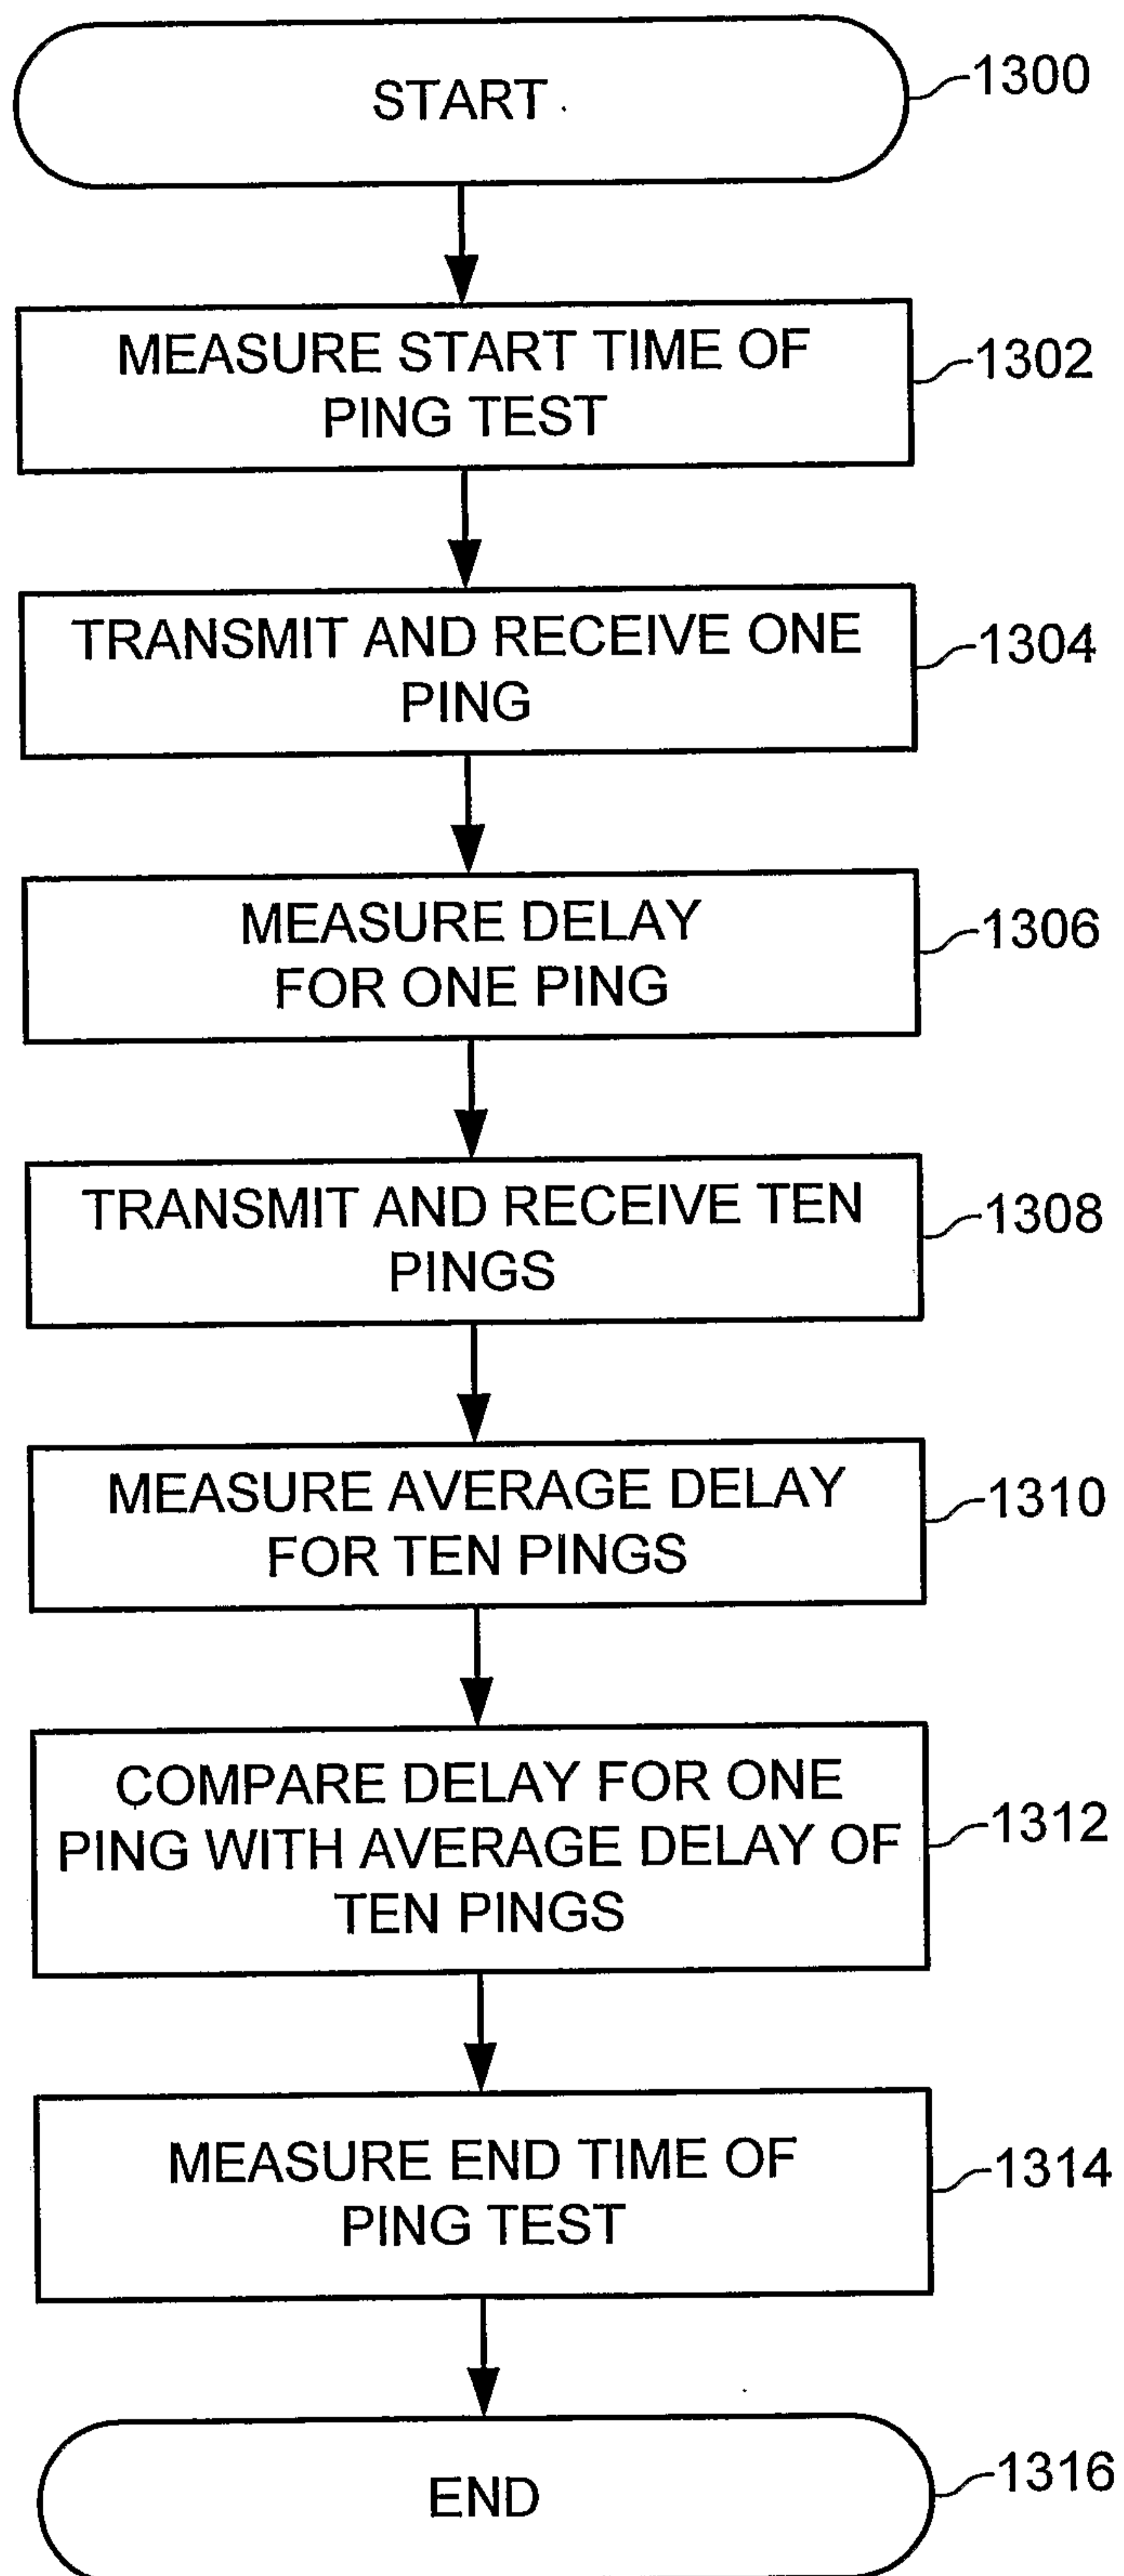 START
1300
MEASURE START TIME OF
PING TEST
1302
TRANSMIT AND RECEIVE ONE
PING
1304
MEASURE DELAY
FOR ONE PING
1306
TRANSMIT AND RECEIVE TEN
PINGS
1308
MEASURE AVERAGE DELAY
FOR TEN PINGS
1310
COMPARE DELAY FOR ONE
PING WITH AVERAGE DELAY OF
TEN PINGS
1312
MEASURE END TIME OF
PING TEST
1314
END
1316